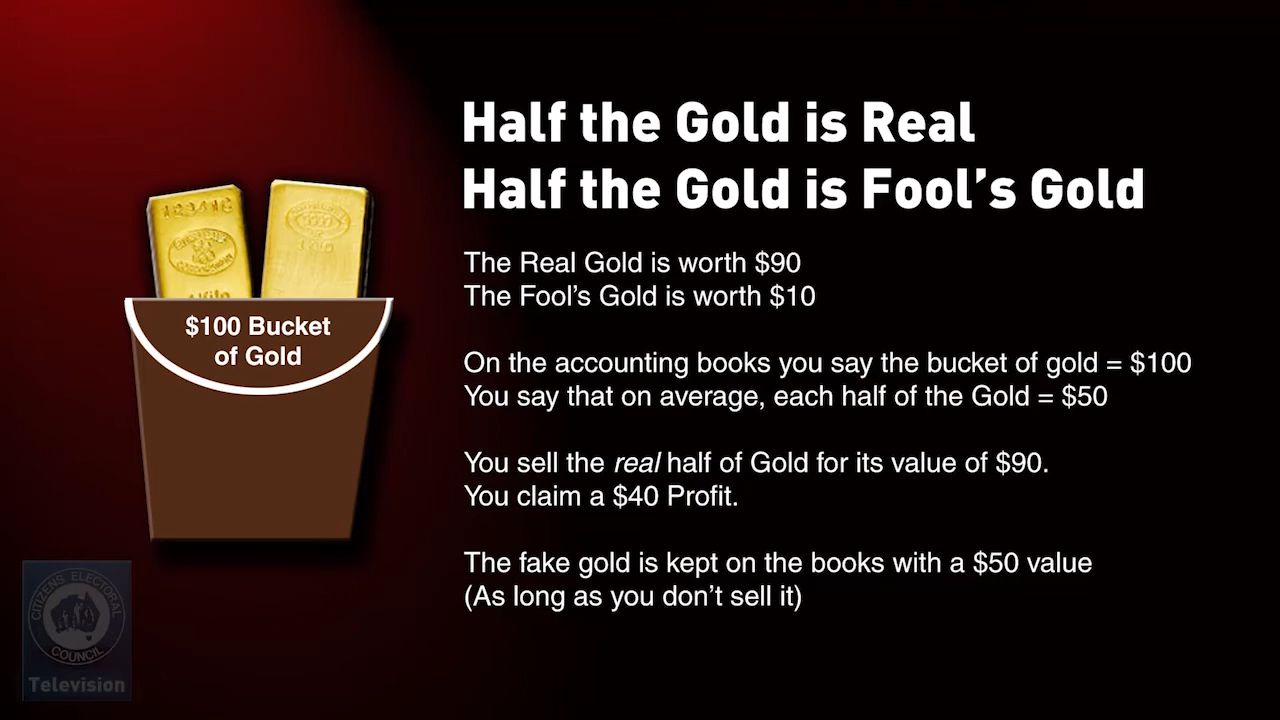 Half the Gold is Real
Half the Gold is Fool's Gold
The Real Gold is worth $90
The Fool's Gold is worth $10
On the accounting books you say the bucket of gold = $100
You say that on average, each half of the Gold = $50
You sell the real half of Gold for its value of $90.
You claim a $40 Profit.
The fake gold is kept on the books with a $50 value
(As long as you don't sell it)
$100 Bucket
of Gold
CITIZENS ELECTORAL
COUNCIL
Television